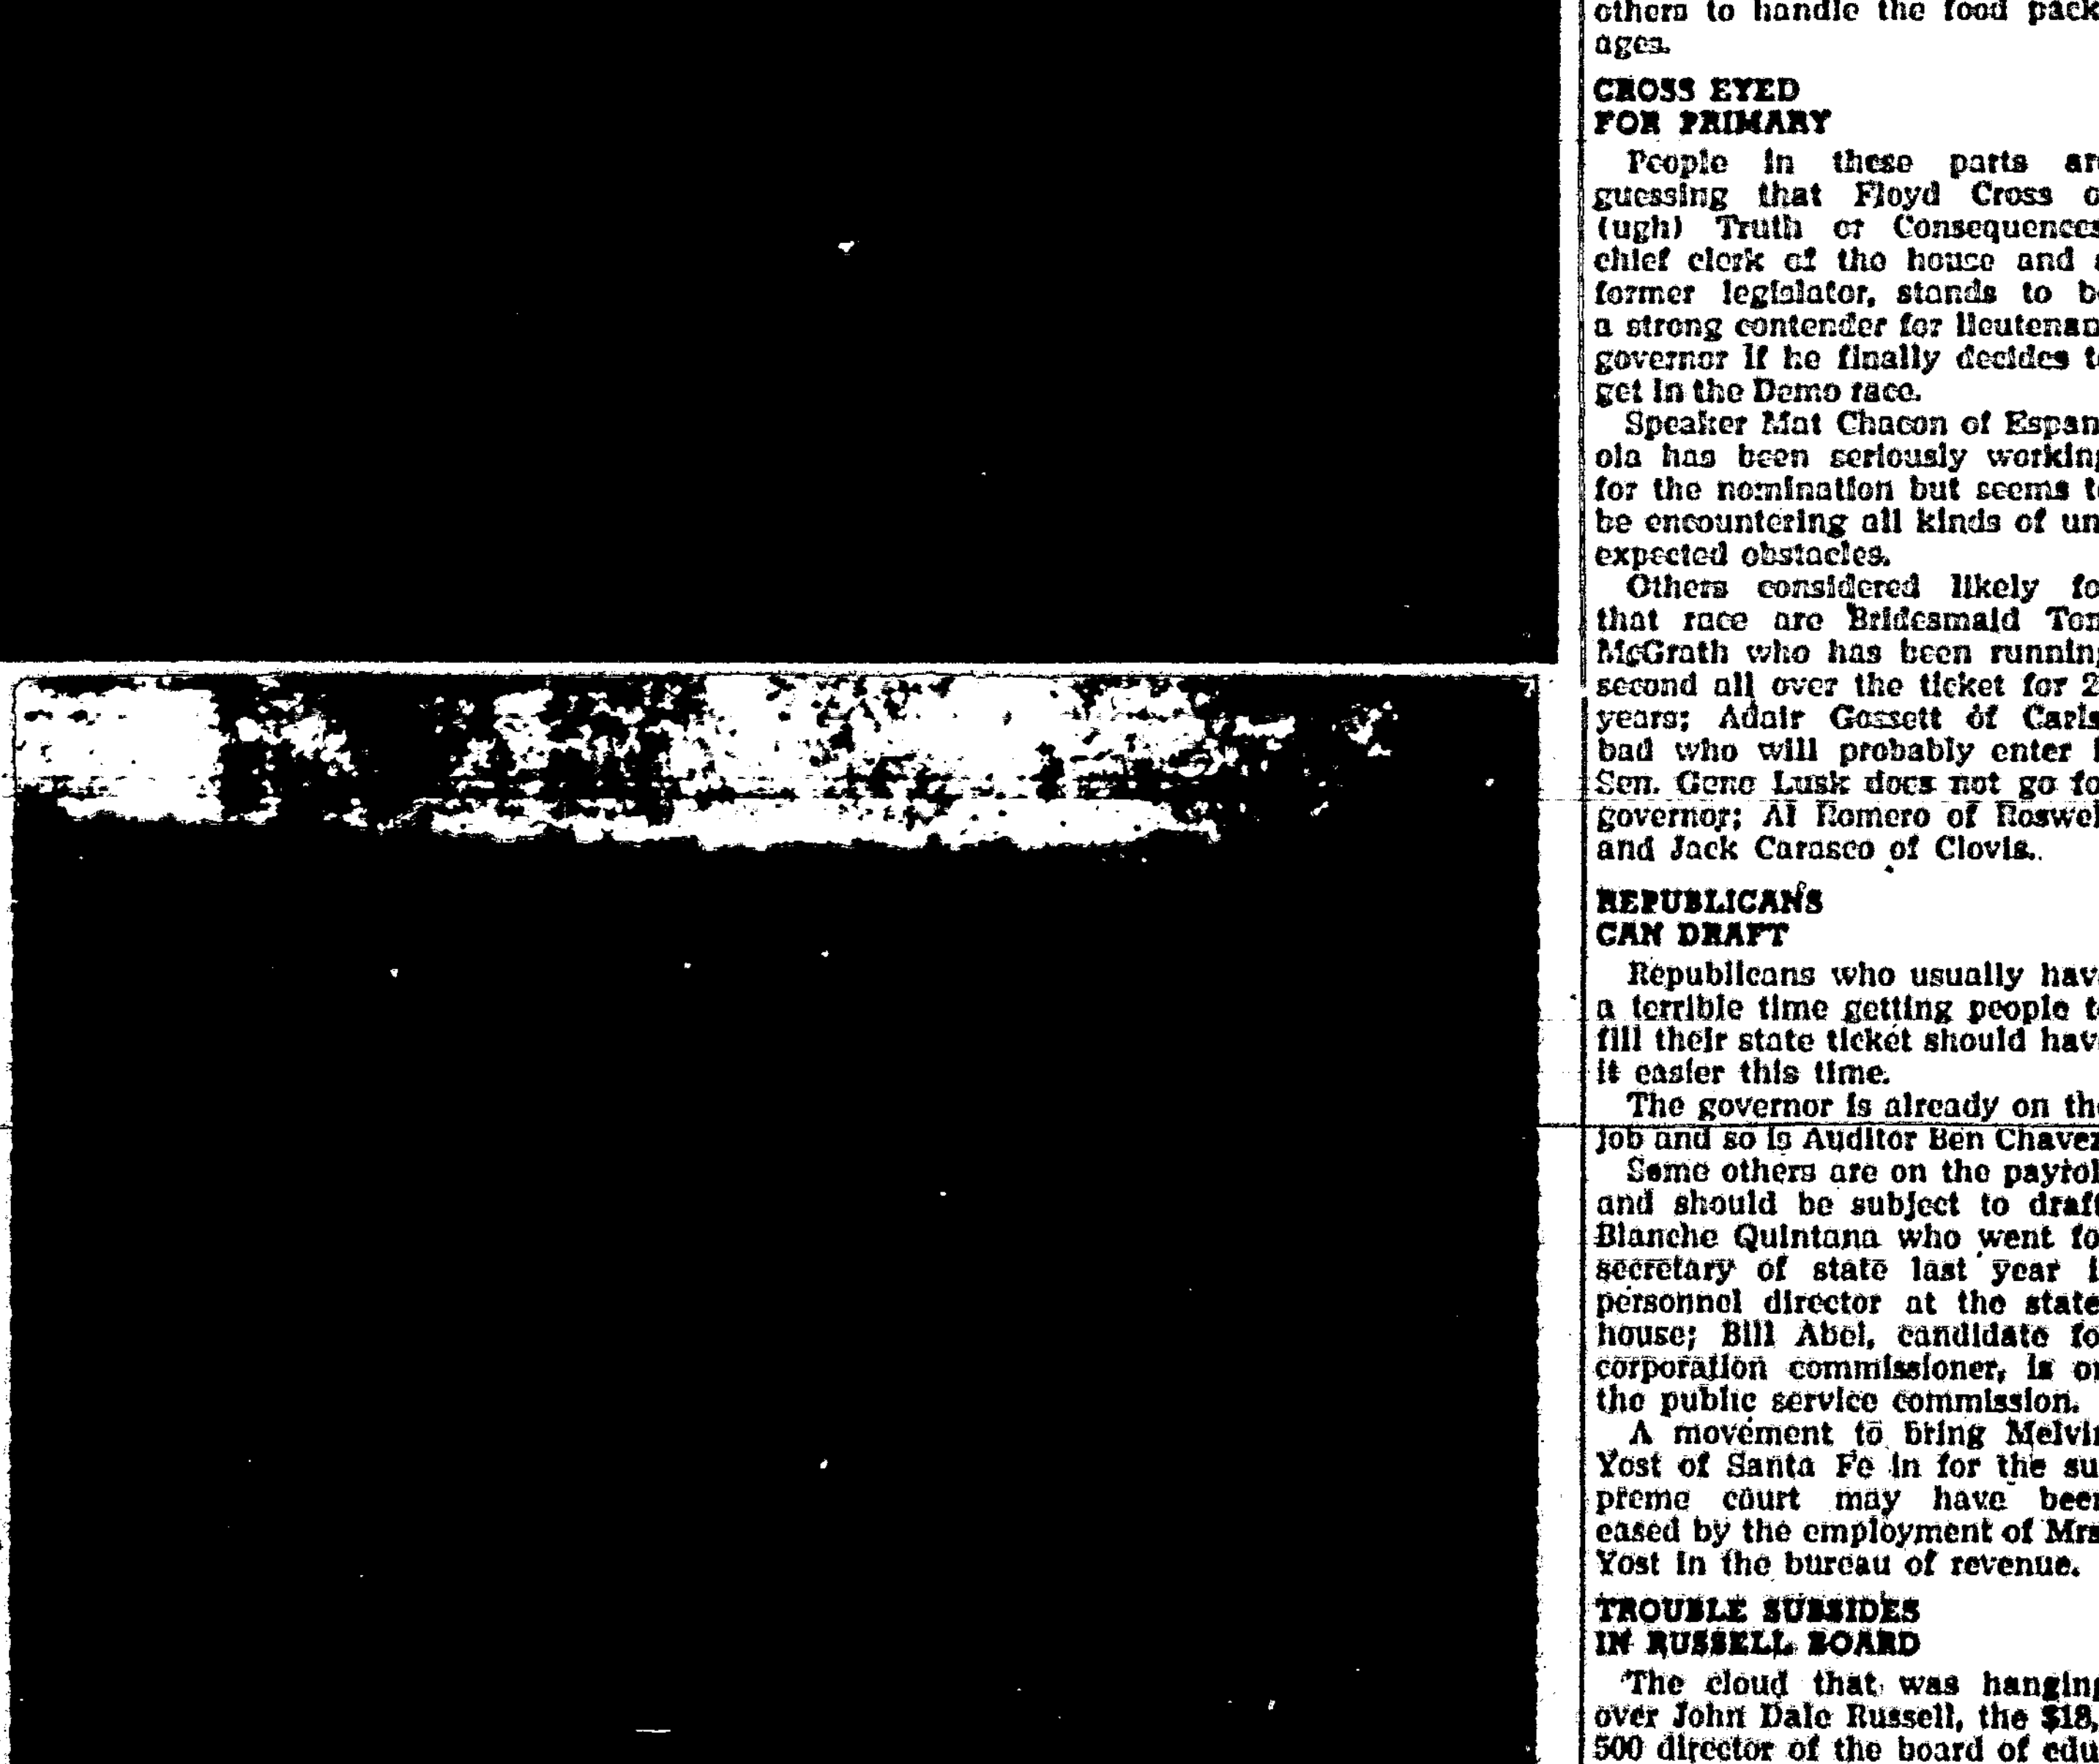 others to handle the food pack
ages.
CROSS EYED
FOR PRIMARY
People in these parts ar
guessing that Floyd Cross o
(ugh) Truth or Consequences
chief clerk of the house and a
former legislator, stands to b
a strong contender for lieutenan
governor if he finally decides t
get in the Demo race.
Speaker Mat Chacon of Espan
ola has been seriously working
for the nomination but seems t
be encountering all kinds of un
expected obstacles.
Others considered likely fo
that race are Bridesmaid Tom
McGrath who has been running
second all over the ticket for 2
years; Adair Gossett of Carls
bad who will probably enter i
Sen. Gene Lusk does not go fo
governor; Al Romero of Roswel
and Jack Carasco of Clovis.
REPUBLICANS
CAN DRAFT
Republicans who usually hav
a terrible time getting people t
fill their state ticket should hav
it easier this time.
The governor is already on the
job and so is Auditor Ben Chavez
Some others are on the payrol
and should be subject to draft
Blanche Quintana who went fo
secretary of state last year i
personnel director at the state
house; Bill Abel, candidate fo
corporation commissioner, is on
the public service commission.
A movement to bring Melvin
Yost of Santa Fe in for the su
preme court may have been
eased by the employment of Mrs
Yost in the bureau of revenue.
TROUBLE SUBSIDES
IN RUSSELL BOARD
The cloud that was hanging
over John Dale Russell, the $18,
500 director of the board of edu